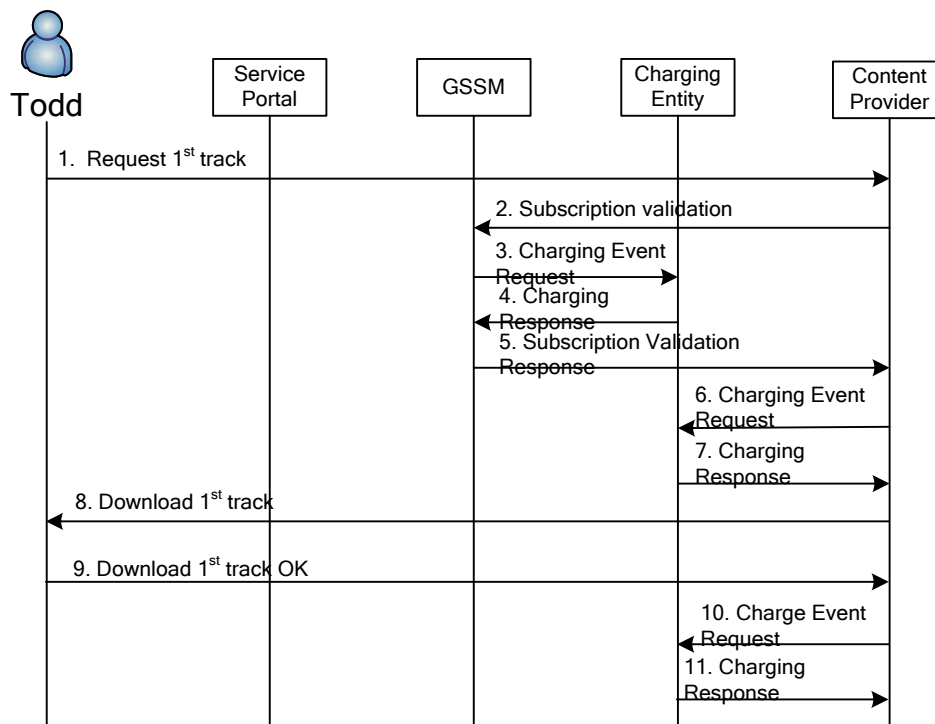 Todd
Service
Portal
GSSM
Charging
Entity
Content
Provider
1. Request 1st track
2. Subscription validation
3. Charging Event
Request
4. Charging
Response
5. Subscription Validation
Response
6. Charging Event
Request
7. Charging
Response
8. Download 1st track
9. Download 1st track OK
10. Charge Event
Request
11. Charging
Response